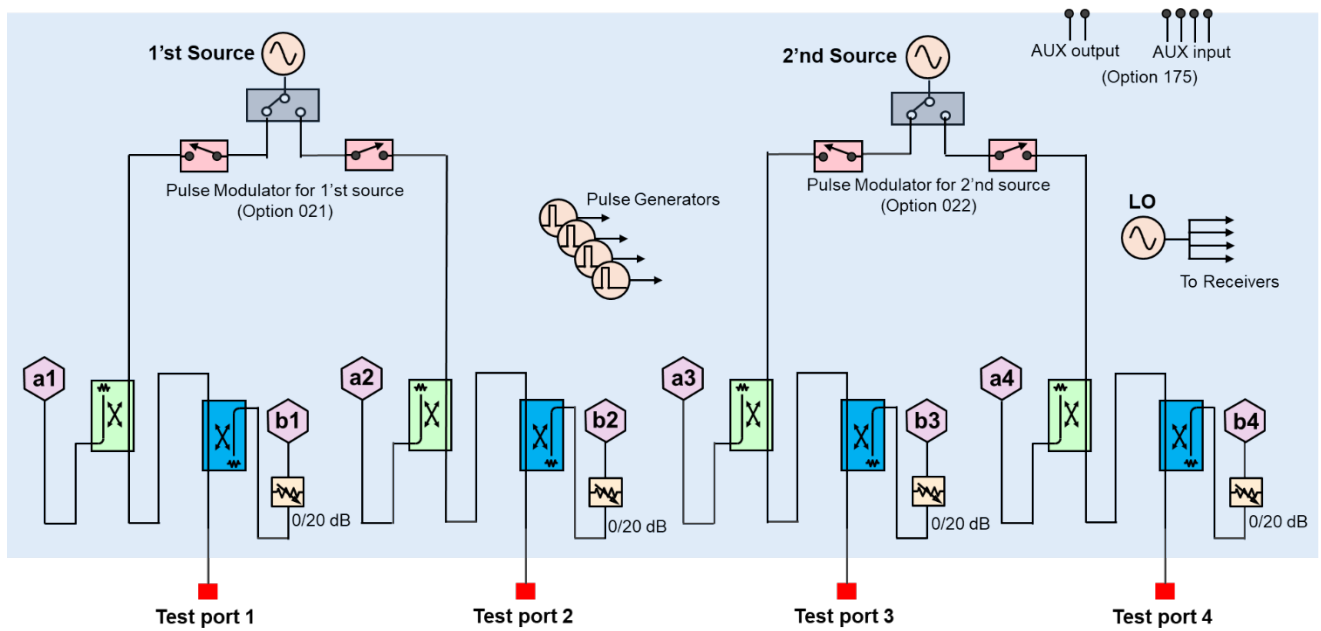 1'st Source
2'nd Source
AUX output
AUX input
(Option 175)
Pulse Modulator for 1'st source
(Option 021)
Pulse Generators
Pulse Modulator for 2'nd source
(Option 022)
LO
To Receivers
a1
b1
a2
b2
a3
b3
a4
b4
0/20 dB
0/20 dB
0/20 dB
0/20 dB
Test port 1
Test port 2
Test port 3
Test port 4